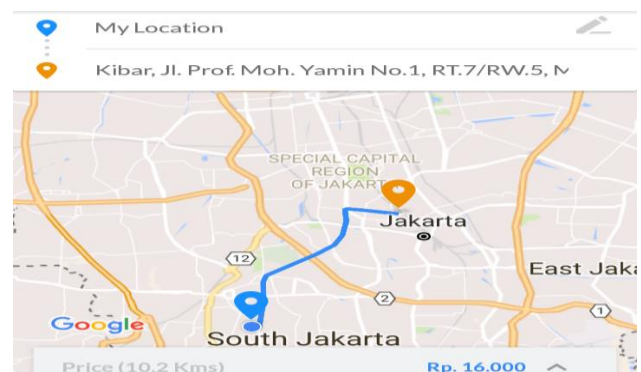 My Location
Kibar, Jl. Prof. Moh. Yamin No.1, RT.7/RW.5, M
SPECIAL CAPITAL
REGION
OF JAKART
Jakarta
12
East Jaka
2
1
Google
South Jakarta
Price (10.2 Kms)
Rp. 16.000